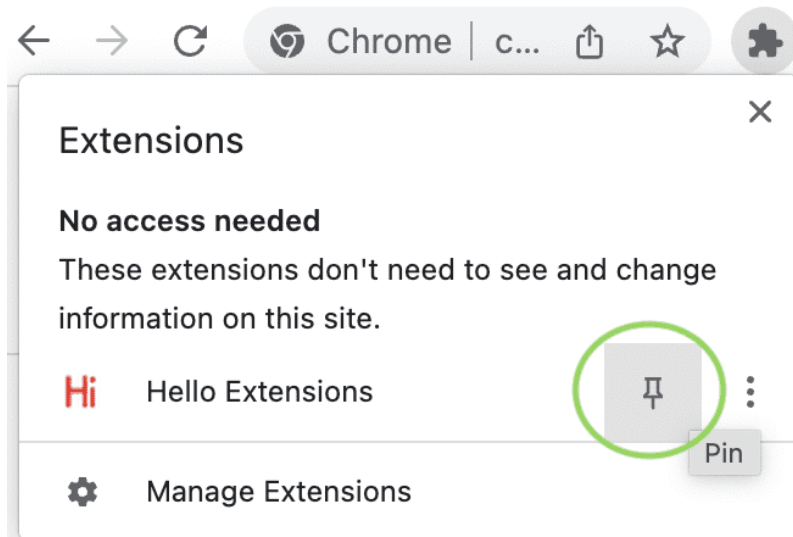 Chrome | c...
Extensions
No access needed
These extensions don't need to see and change
information on this site.
Hi Hello Extensions
Pin
Manage Extensions